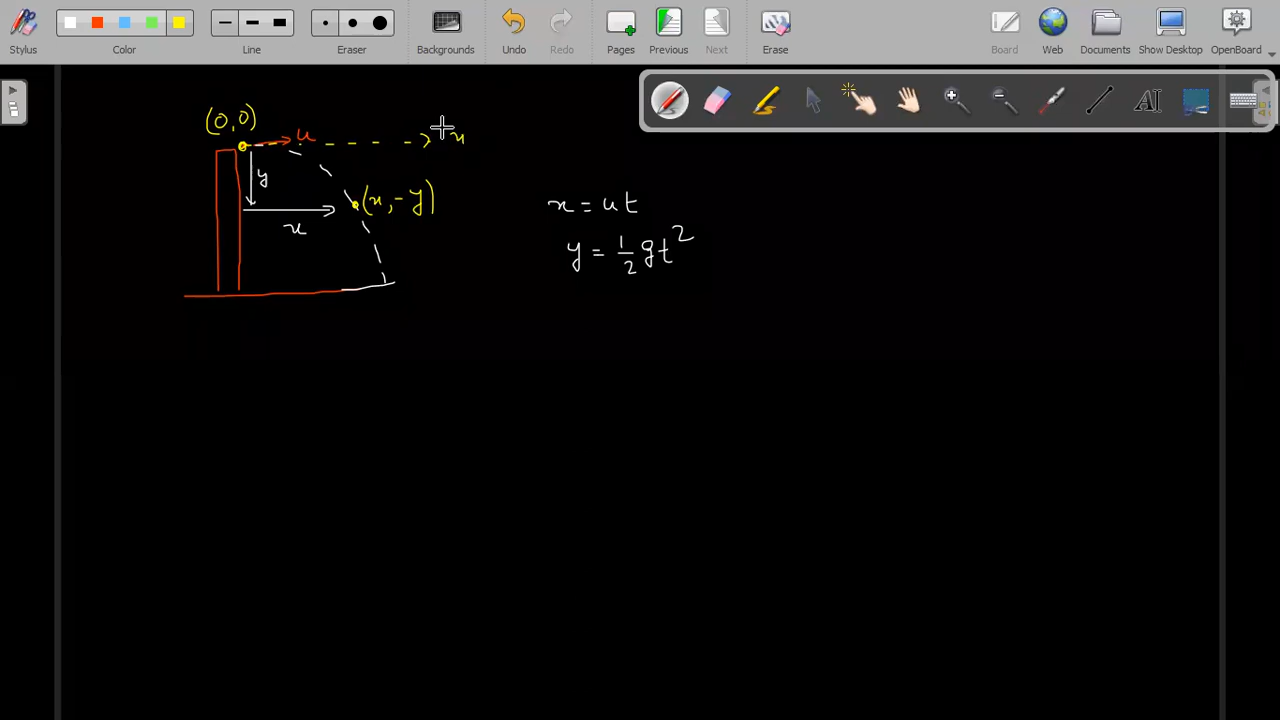 Stylus
Color
Line
Eraser
Backgrounds
Undo
Redo
Pages
Previous
Next
Erase
Board
Web
Documents
Show Desktop
OpenBoard
AI
(0,0)
u
x
y
(x,-y)
x
x = ut
y = 1/2 gt²